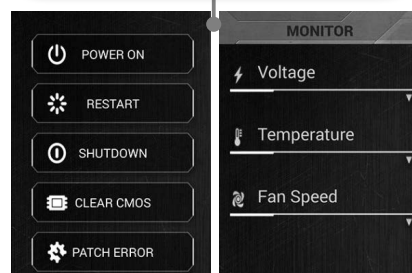 POWER ON
RESTART
SHUTDOWN
CLEAR CMOS
PATCH ERROR
MONITOR
Voltage
Temperature
Fan Speed